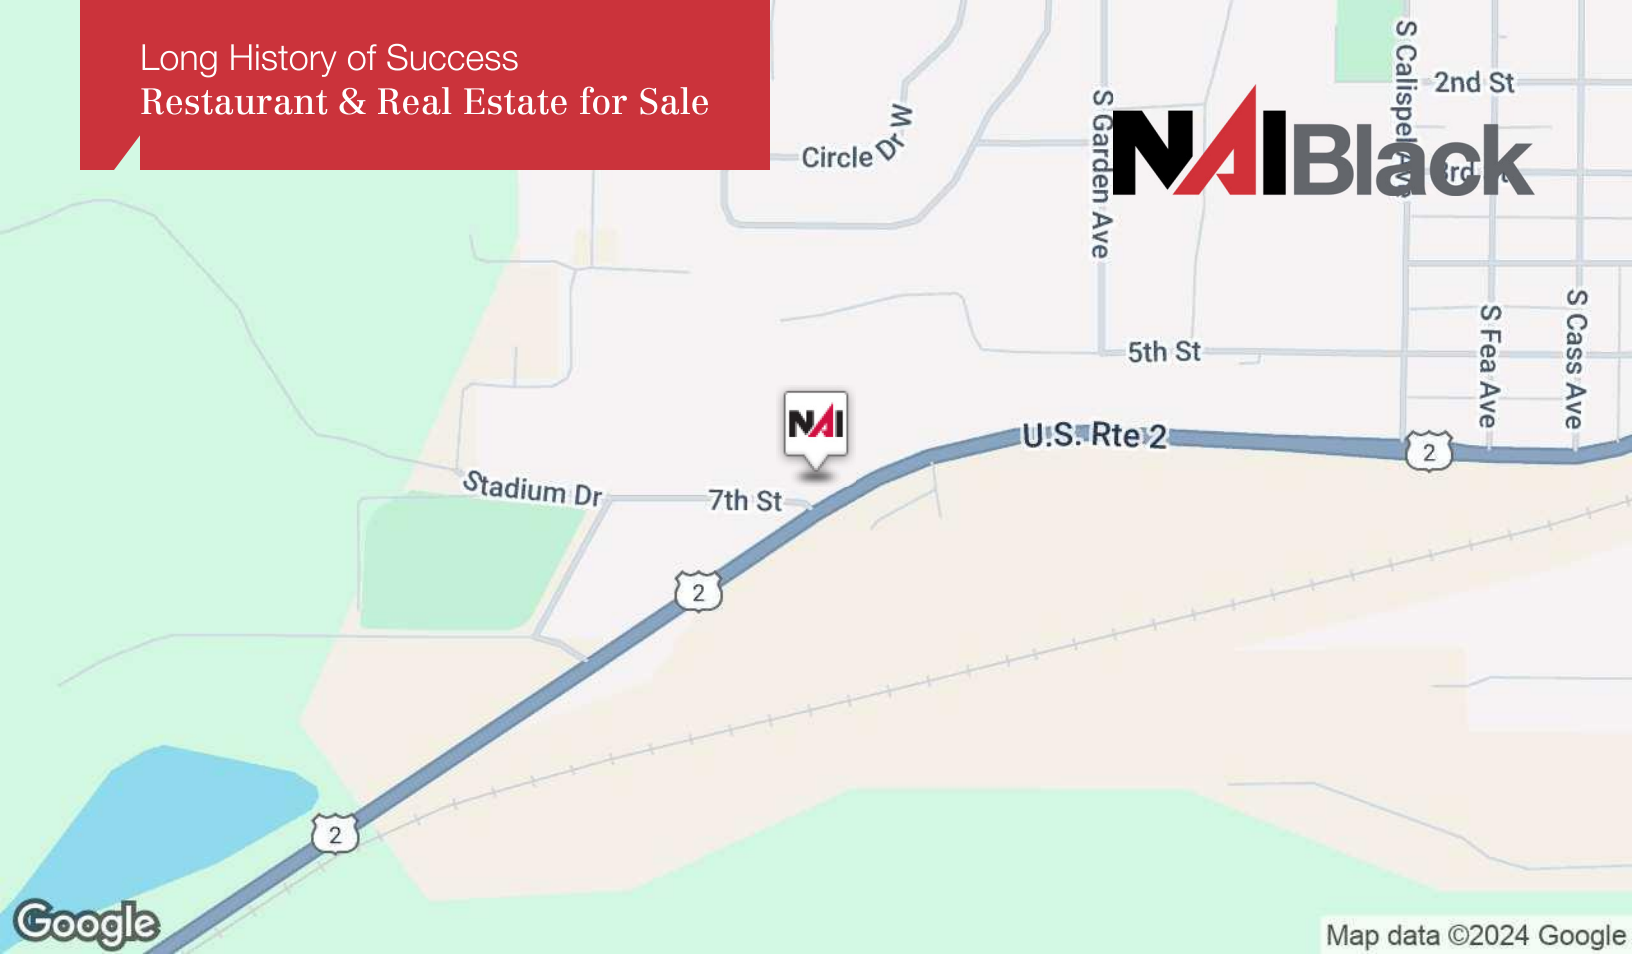 Long History of Success
Restaurant & Real Estate for Sale
NAIBlack
S Calispel Ave
2nd St
S Garden Ave
Circle Dr W
3rd St
S Fea Ave
S Cass Ave
5th St
NAI
U.S. Rte 2
2
Stadium Dr
7th St
2
2
Google
Map data ©2024 Google